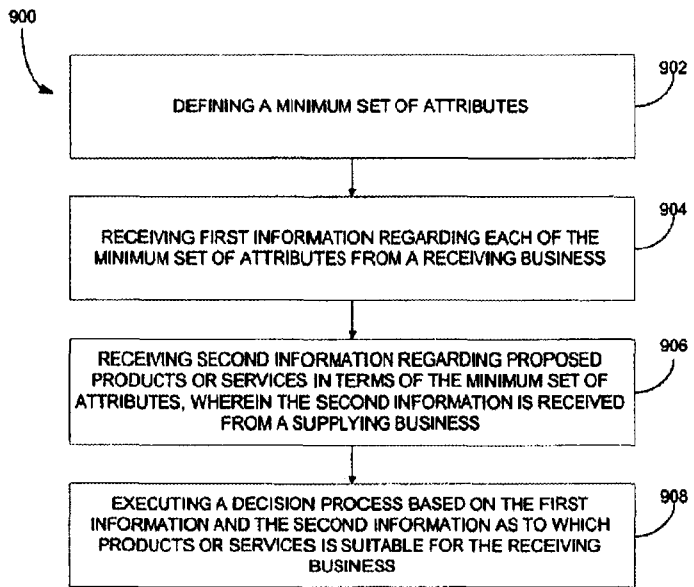 900
902
DEFINING A MINIMUM SET OF ATTRIBUTES
904
RECEIVING FIRST INFORMATION REGARDING EACH OF THE
MINIMUM SET OF ATTRIBUTES FROM A RECEIVING BUSINESS
906
RECEIVING SECOND INFORMATION REGARDING PROPOSED
PRODUCTS OR SERVICES IN TERMS OF THE MINIMUM SET OF
ATTRIBUTES, WHEREIN THE SECOND INFORMATION IS RECEIVED
FROM A SUPPLYING BUSINESS
908
EXECUTING A DECISION PROCESS BASED ON THE FIRST
INFORMATION AND THE SECOND INFORMATION AS TO WHICH
PRODUCTS OR SERVICES IS SUITABLE FOR THE RECEIVING
BUSINESS